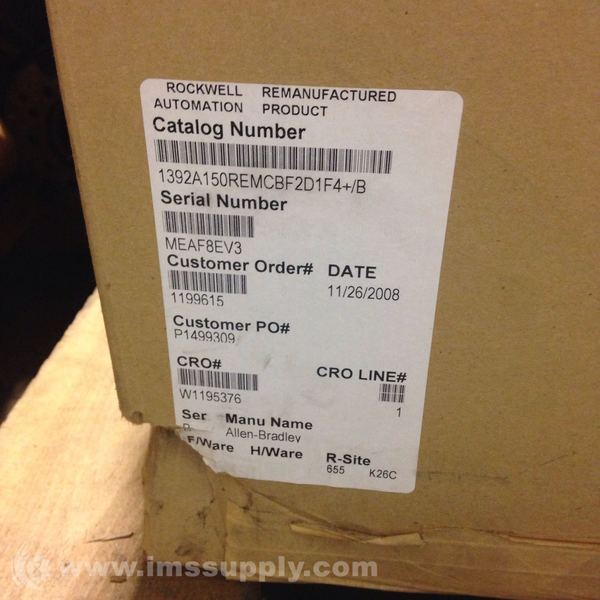 ROCKWELL REMANUFACTURED
AUTOMATION PRODUCT
Catalog Number
1392A150REMCBF2D1F4+/B
Serial Number
MEAF8EV3
Customer Order# DATE
1199615 11/26/2008
Customer PO#
P1499309
CRO# CRO LINE#
W1195376 1
Ser Manu Name
Allen-Bradley
F/Ware H/Ware R-Site
655 K26C
www.imssupply.com